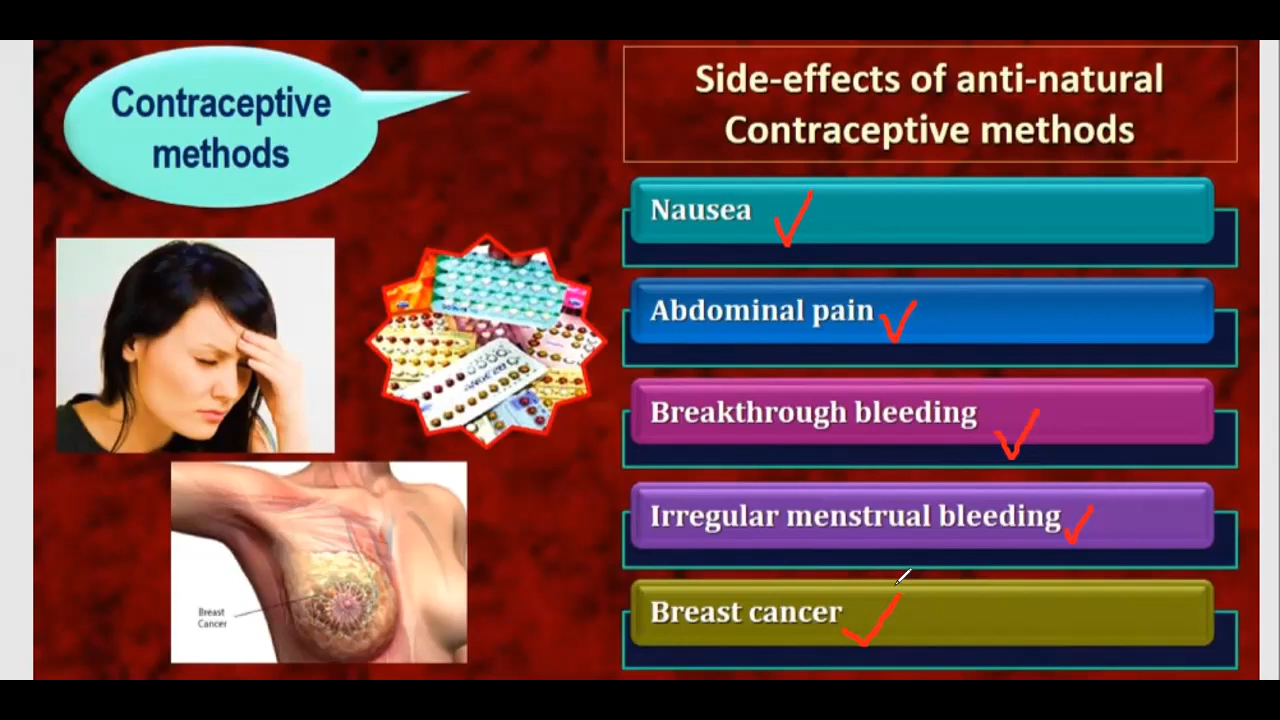 Contraceptive
methods
Side-effects of anti-natural
Contraceptive methods
Nausea
Abdominal pain
Breakthrough bleeding
Irregular menstrual bleeding
Breast cancer
Breast
Cancer